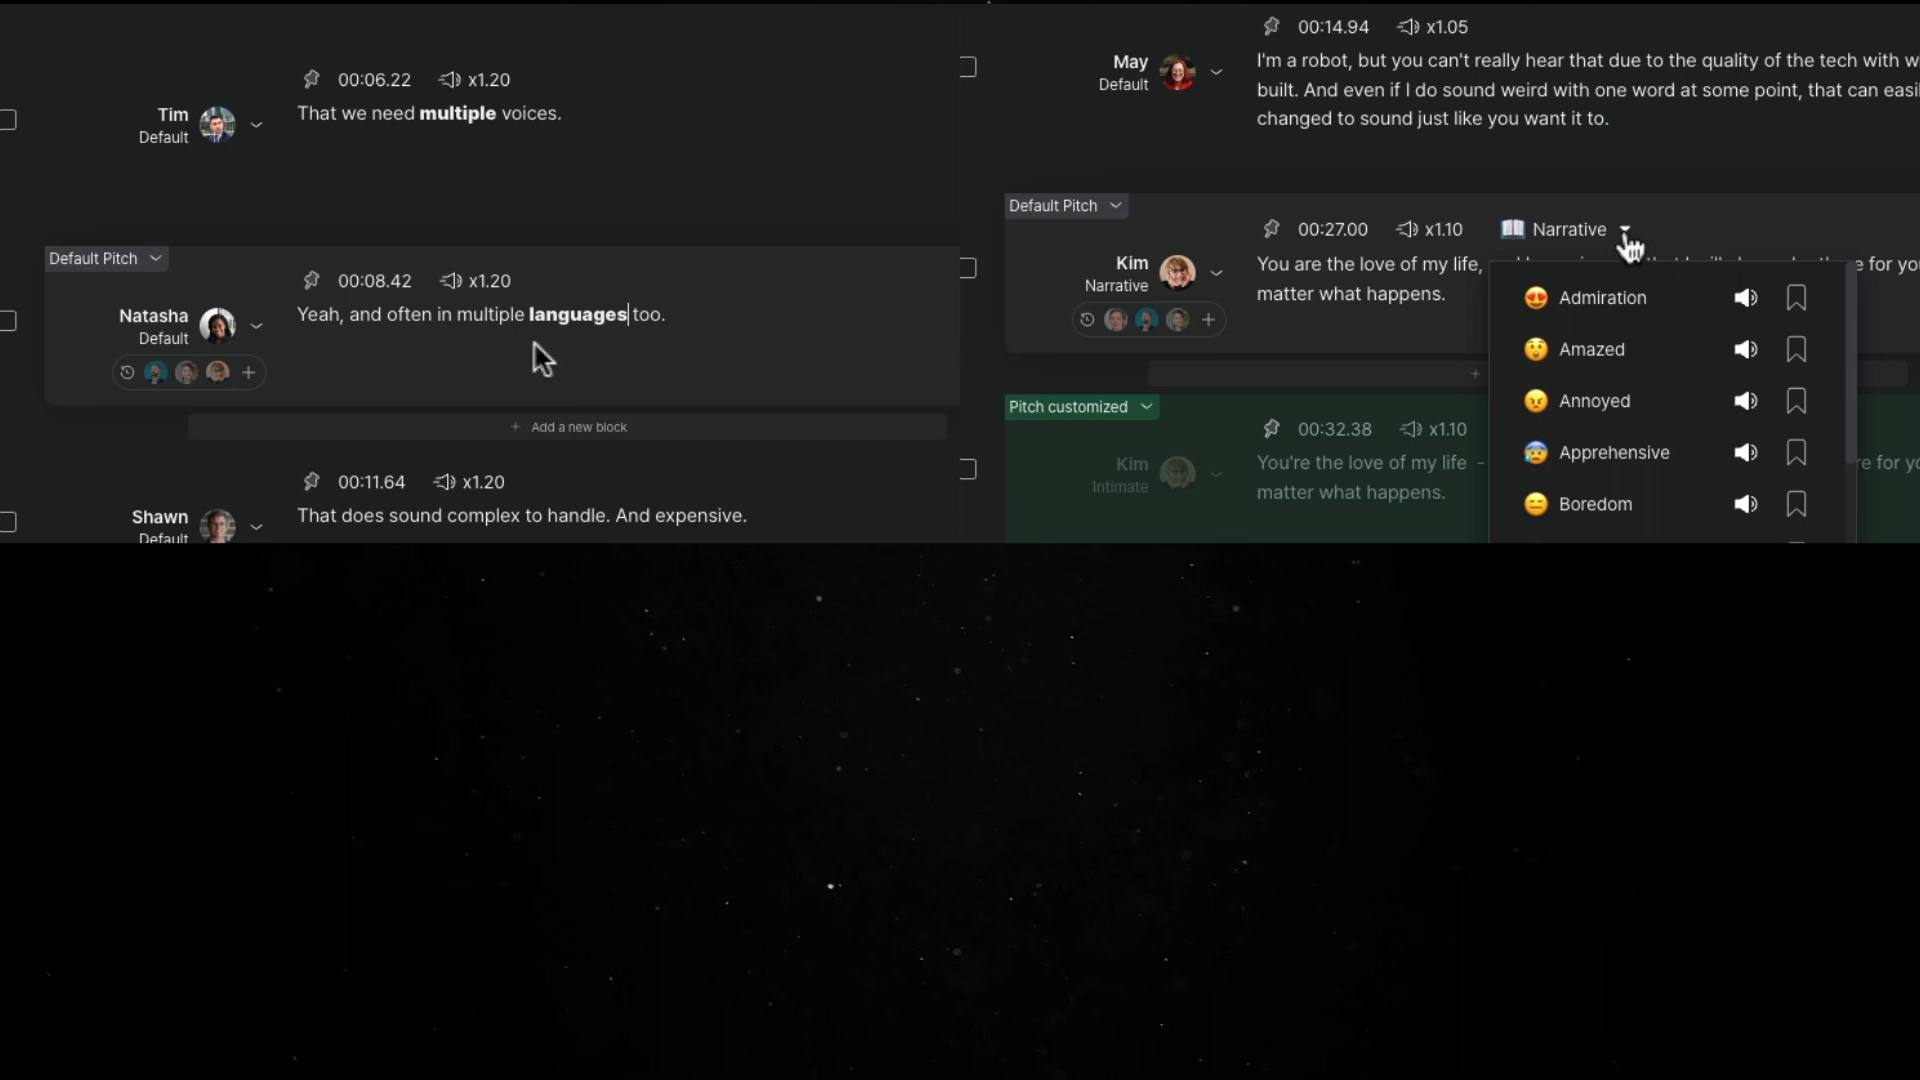 00:06.22 x1.20
Tim
Default
That we need multiple voices.
Default Pitch
00:08.42 x1.20
Natasha
Default
Yeah, and often in multiple languages too.
+ Add a new block
00:11.64 x1.20
Shawn
Default
That does sound complex to handle. And expensive.
00:14.94 x1.05
May
Default
I'm a robot, but you can't really hear that due to the quality of the tech with w
built. And even if I do sound weird with one word at some point, that can easi
changed to sound just like you want it to.
Default Pitch
00:27.00 x1.10 Narrative
Kim
Narrative
You are the love of my life, e for yo
matter what happens.
Admiration
Amazed
Annoyed
Apprehensive
Boredom
Pitch customized
00:32.38 x1.10
Kim
Intimate
You're the love of my life - re for yo
matter what happens.